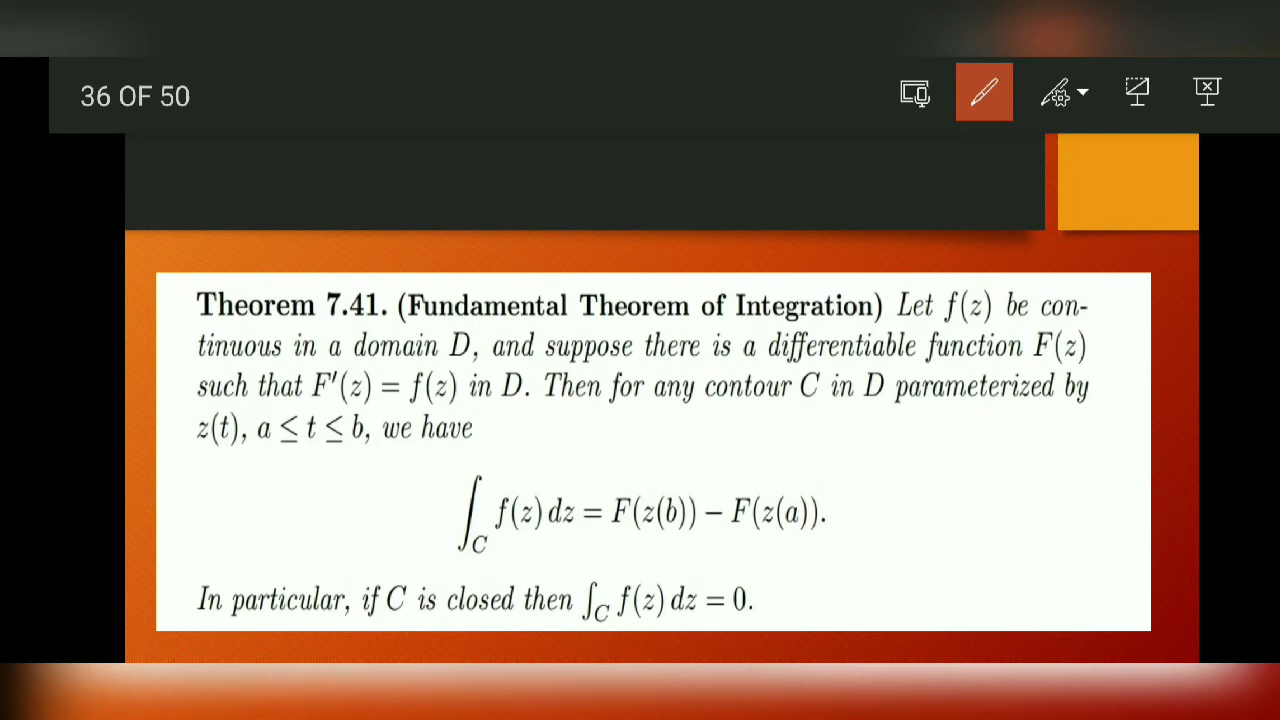 36 OF 50
Theorem 7.41. (Fundamental Theorem of Integration) Let f(z) be con-
tinuous in a domain D, and suppose there is a differentiable function F(z)
such that F′(z) = f(z) in D. Then for any contour C in D parameterized by
z(t), a ≤ t ≤ b, we have
∫_C f(z) dz = F(z(b)) − F(z(a)).
In particular, if C is closed then ∫_C f(z) dz = 0.